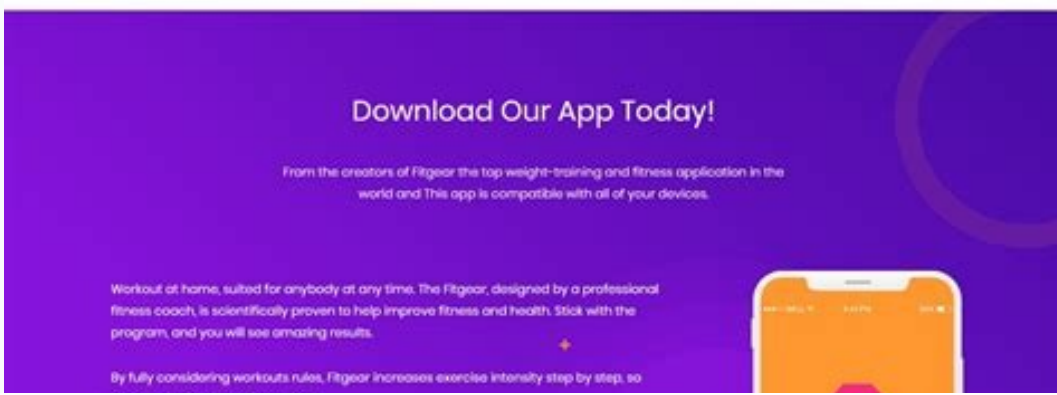 Download Our App Today!
From the creators of Fitgear the top weight-training and fitness application in the
world and This app is compatible with all of your devices.
Workout at home, suited for anybody at any time. The Fitgear, designed by a professional
fitness coach, is scientifically proven to help improve fitness and health. Stick with the
program, and you will see amazing results.
By fully considering workouts rules, Fitgear increases exercise intensity step by step, so